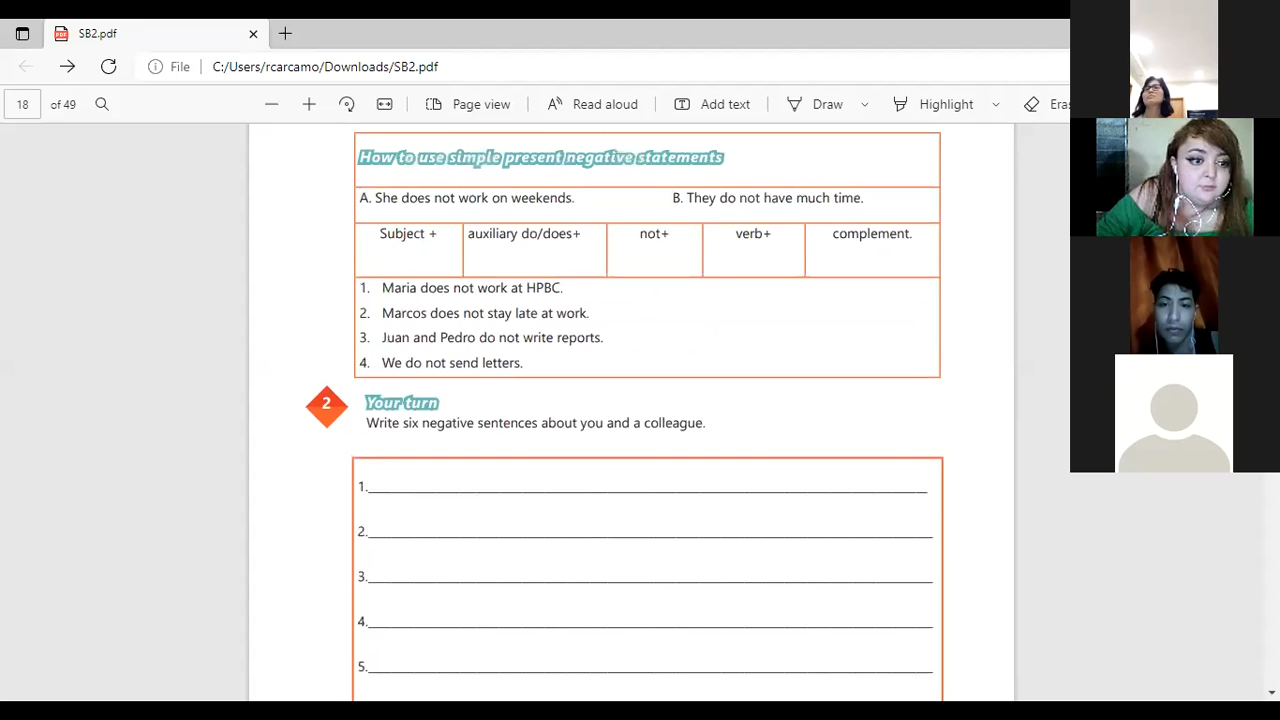 SB2.pdf
File C:/Users/rcarcamo/Downloads/SB2.pdf
18 of 49 Page view Read aloud Add text Draw Highlight
How to use simple present negative statements
A. She does not work on weekends. B. They do not have much time.
Subject + auxiliary do/does+ not+ verb+ complement.
1. Maria does not work at HPBC.
2. Marcos does not stay late at work.
3. Juan and Pedro do not write reports.
4. We do not send letters.
2 Your turn
Write six negative sentences about you and a colleague.
1.
2.
3.
4.
5.